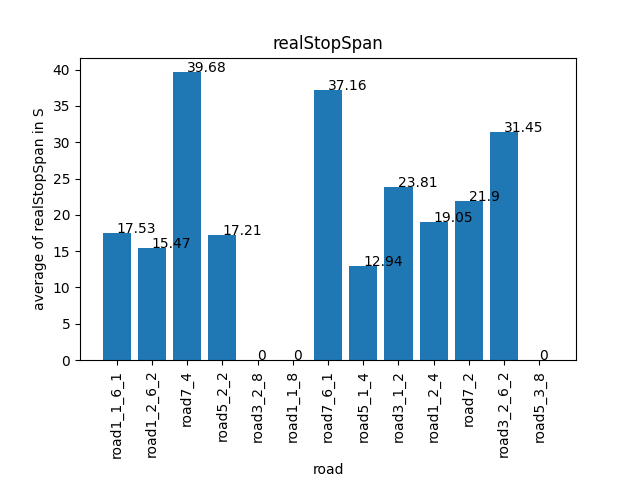 realStopSpan
average of realStopSpan in S
40
35
30
25
20
15
10
5
0
17.53
15.47
39.68
17.21
0
0
37.16
12.94
23.81
19.05
21.9
31.45
0
road1_1_6_1
road1_2_6_2
road7_4
road5_2_2
road3_2_8
road1_1_8
road7_6_1
road5_1_4
road3_1_2
road1_2_4
road7_2
road3_2_6_2
road5_3_8
road